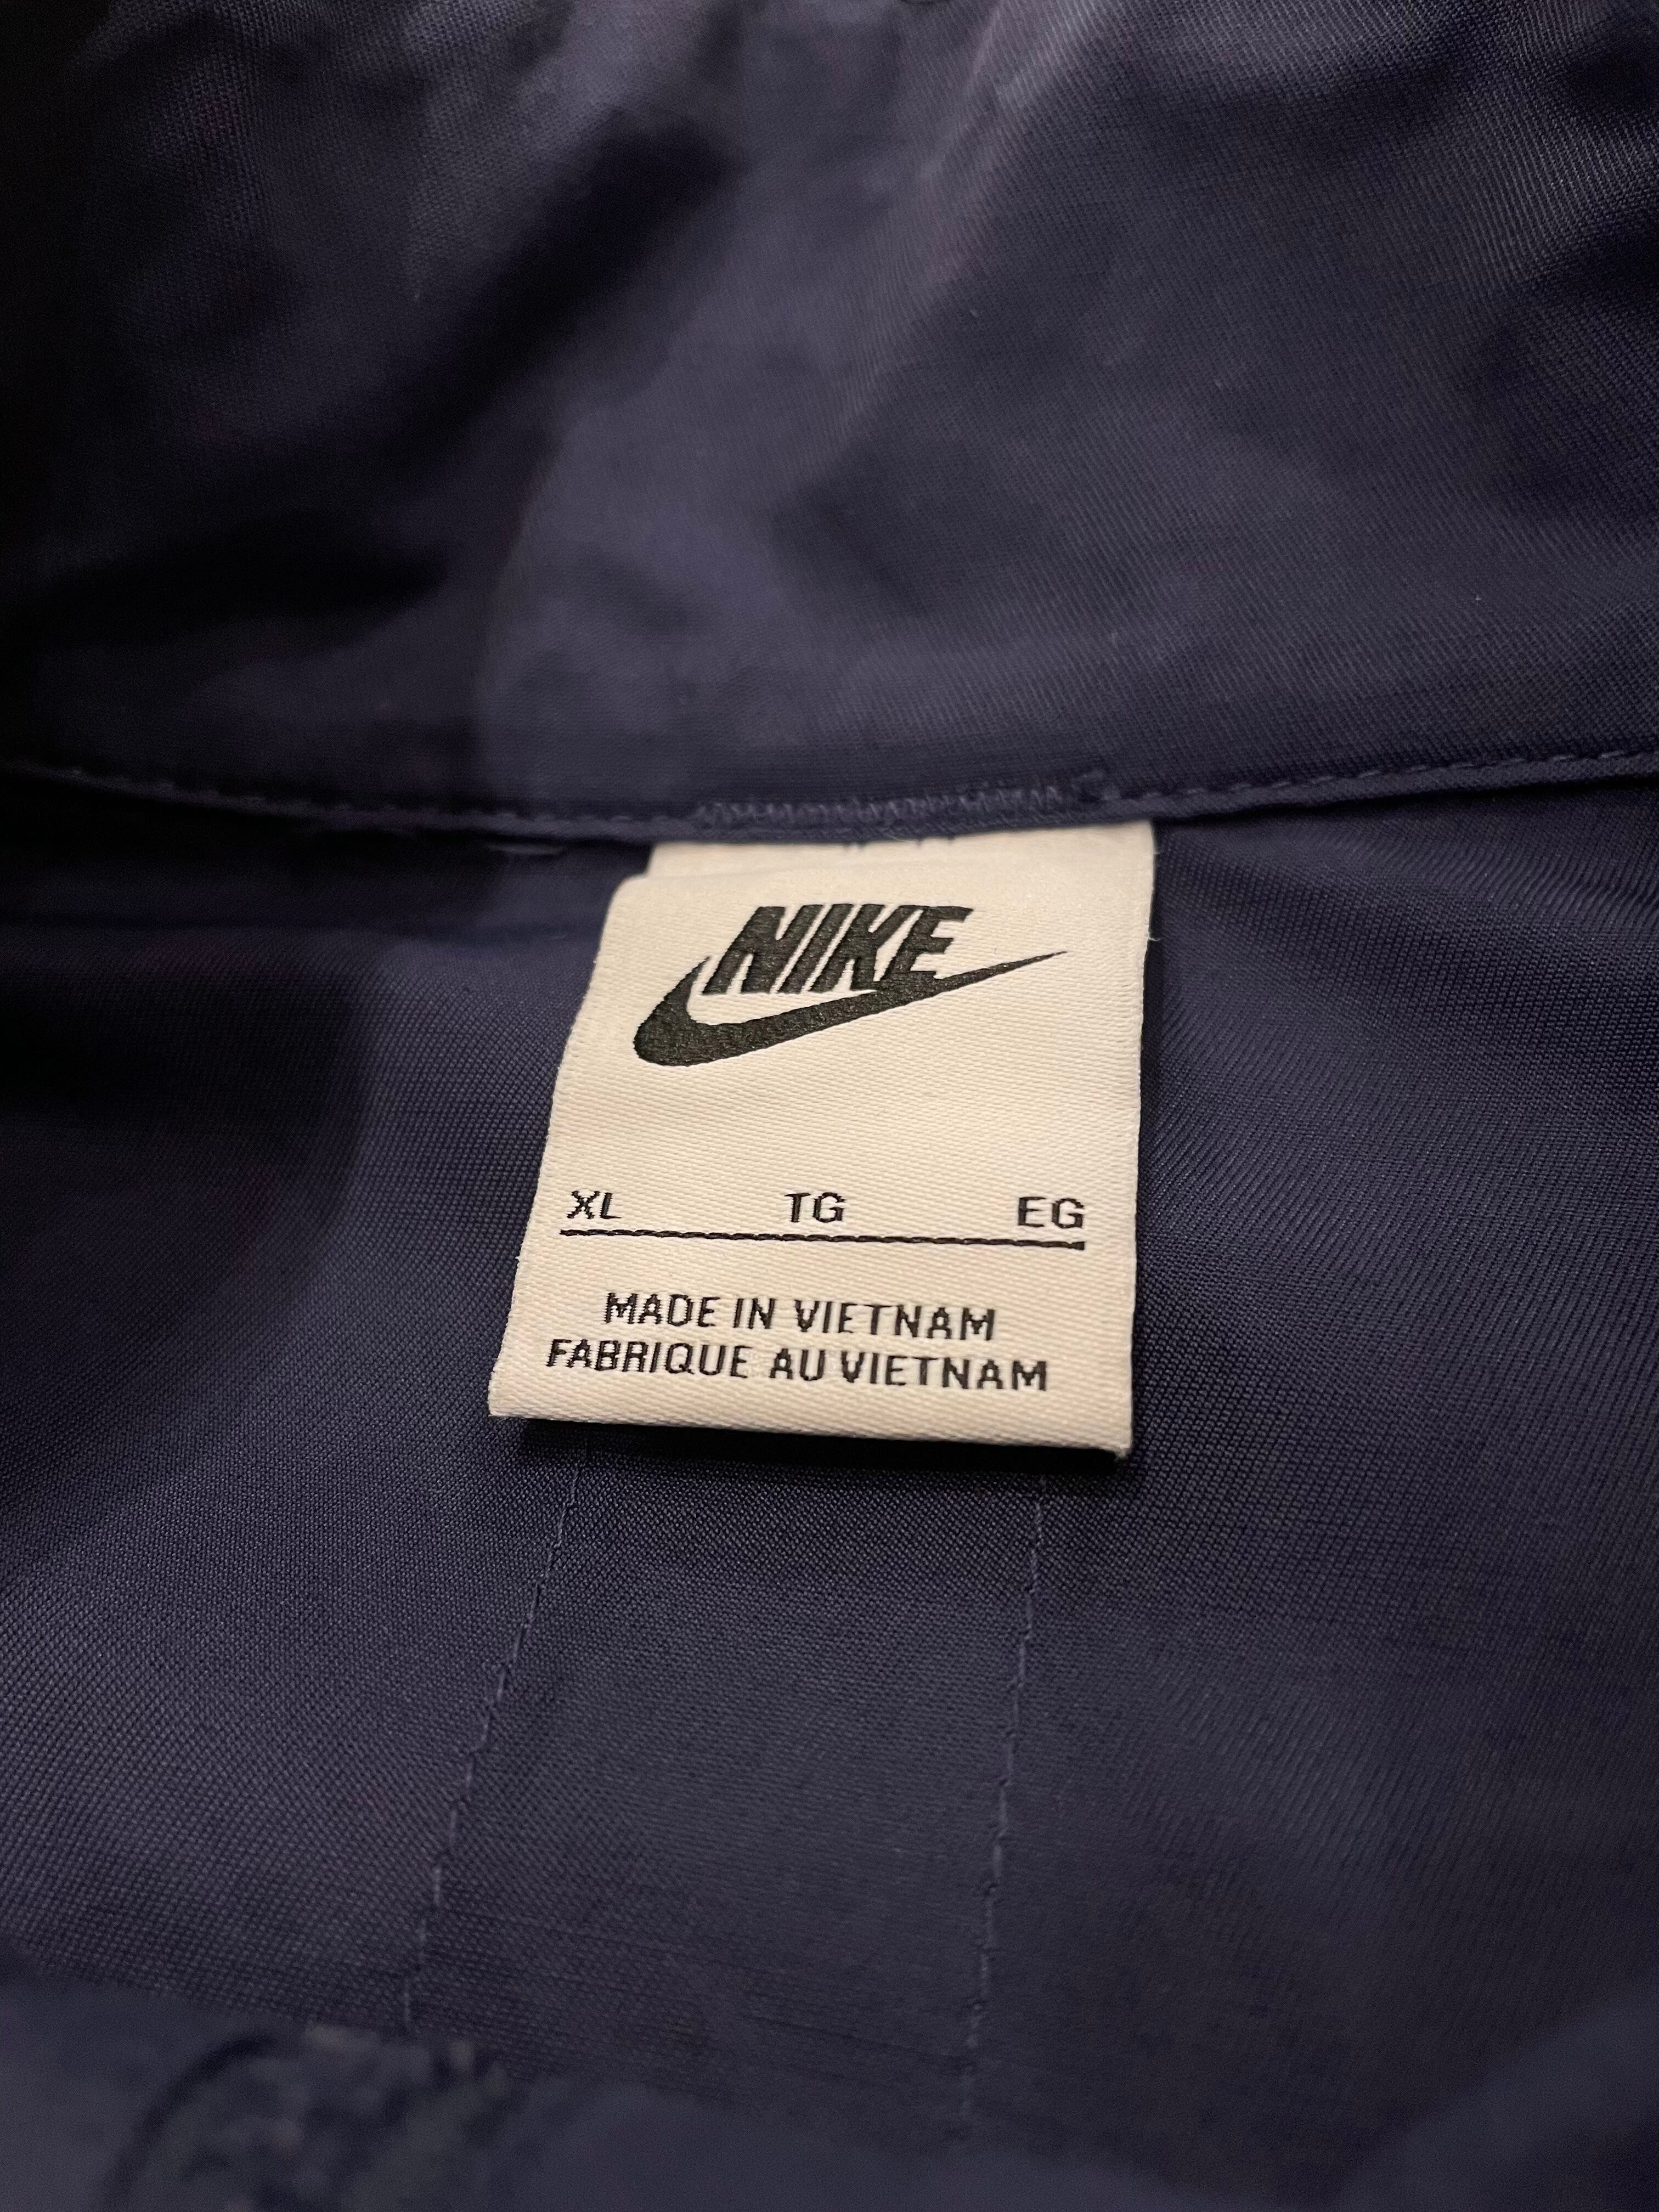 NIKE
XL TG EG
MADE IN VIETNAM
FABRIQUE AU VIETNAM